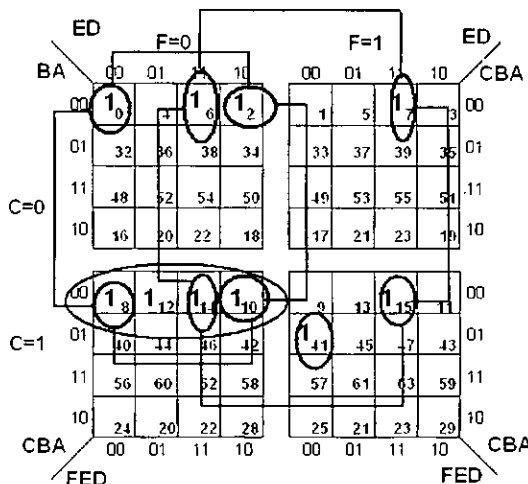 ED F=0 F=1 ED
BA 00 01 11 10 00 01 11 10 CBA
00 1 0 4 1 6 1 2 1 5 1 7 3 00
01 32 36 38 34 33 37 39 35 01
11 48 52 54 50 49 53 55 51 11
C=0
10 16 20 22 18 17 21 23 19 10
00 1 8 1 12 1 14 1 10 9 13 1 15 11 00
01 40 44 46 42 1 41 45 47 43 01
C=1
11 56 60 58 57 61 63 59 11
10 24 20 22 28 25 21 23 29 10
CBA 00 01 11 10 00 01 11 10 CBA
FED FED